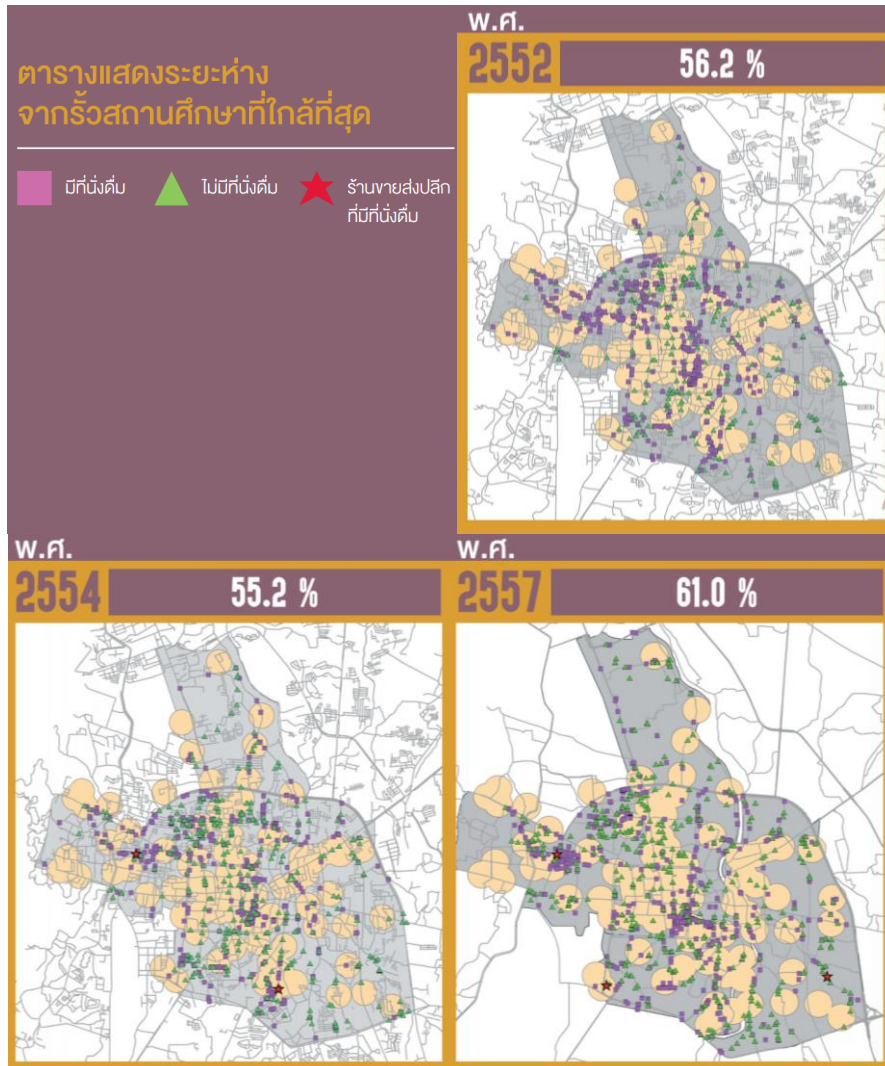 พ.ศ.
2552 56.2 %
ตารางแสดงระยะห่าง
จากรั้วสถานศึกษาที่ใกล้ที่สุด
มีที่นั่งดื่ม ไม่มีที่นั่งดื่ม ร้านขายส่งปลีก
ที่มีที่นั่งดื่ม
พ.ศ. พ.ศ.
2554 55.2 % 2557 61.0 %